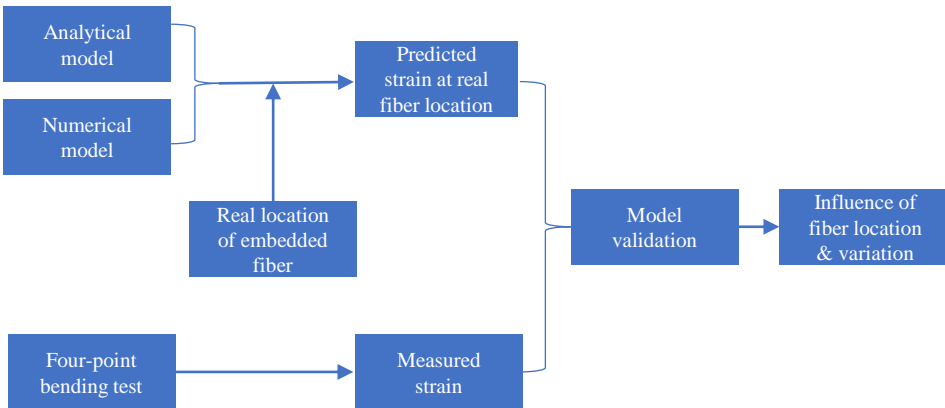 Analytical
model
Numerical
model
Predicted
strain at real
fiber location
Real location
of embedded
fiber
Model
validation
Influence of
fiber location
& variation
Four-point
bending test
Measured
strain